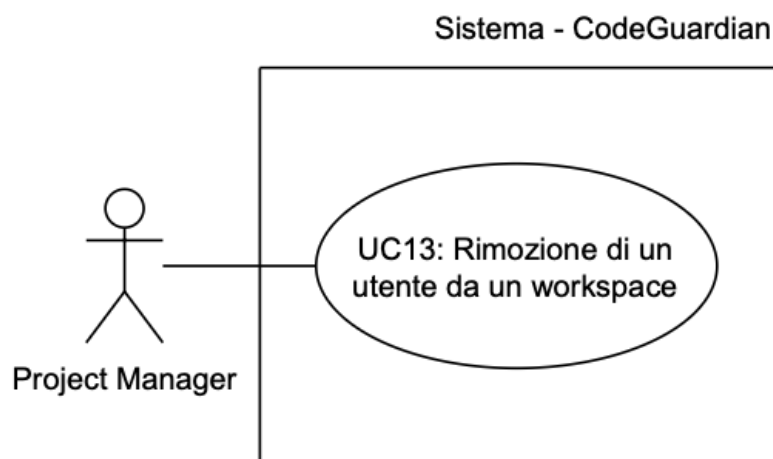 Sistema - CodeGuardian
UC13: Rimozione di un
utente da un workspace
Project Manager